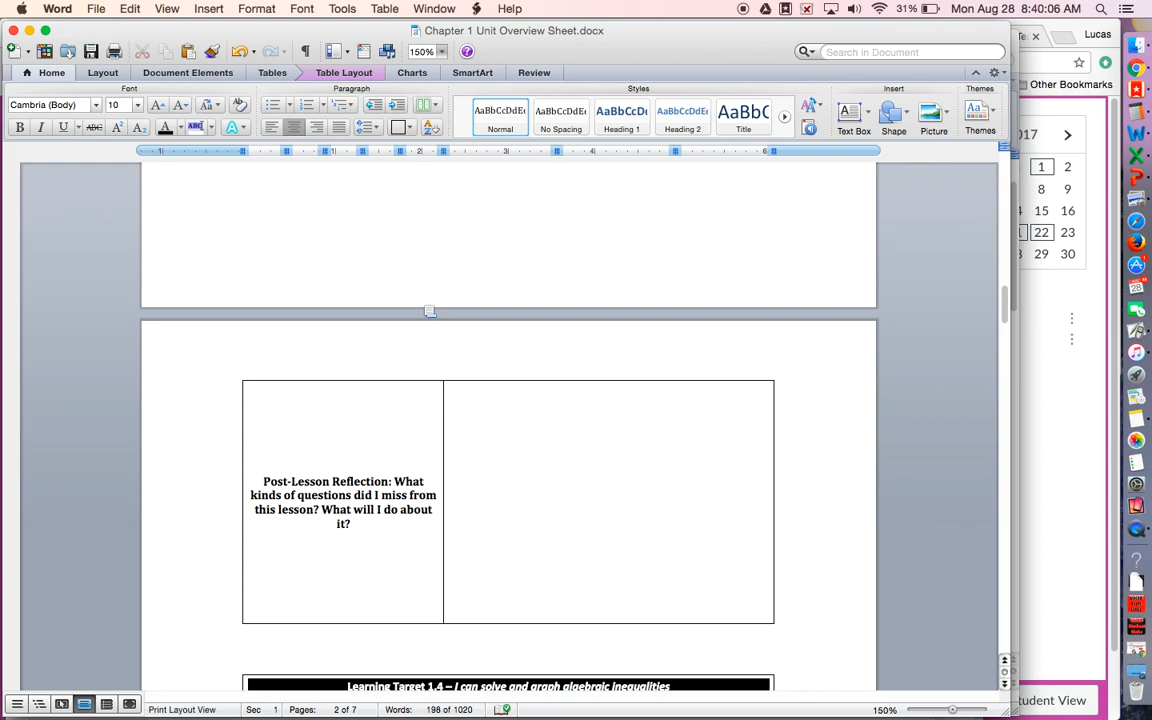 Word File Edit View Insert Format Font Tools Table Window Help 31% Mon Aug 28 8:40:06 AM
Chapter 1 Unit Overview Sheet.docx
Lucas
150% Search in Document
Home Layout Document Elements Tables Table Layout Charts SmartArt Review
Other Bookmarks
Font Paragraph Styles Insert Themes
Cambria (Body) 10
AaBbCcDdEe AaBbCcDdEe AaBbCcDc AaBbCcDdEe AaBbC
Normal No Spacing Heading 1 Heading 2 Title
Text Box Shape Picture Themes
017
1 2
8 9
15 16
22 23
29 30
Post-Lesson Reflection: What
kinds of questions did I miss from
this lesson? What will I do about
it?
Learning Target 1.4 – I can solve and graph algebraic inequalities
Print Layout View Sec 1 Pages: 2 of 7 Words: 198 of 1020 150%
tudent View